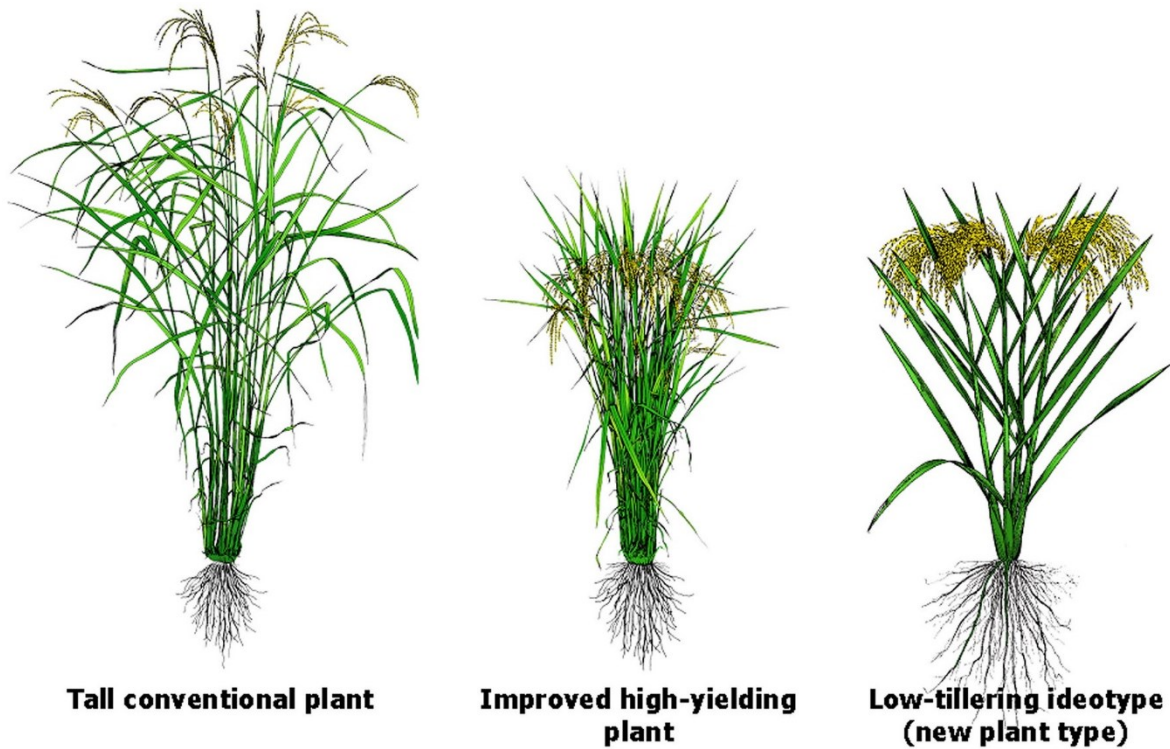 Tall conventional plant
Improved high-yielding
plant
Low-tillering ideotype
(new plant type)